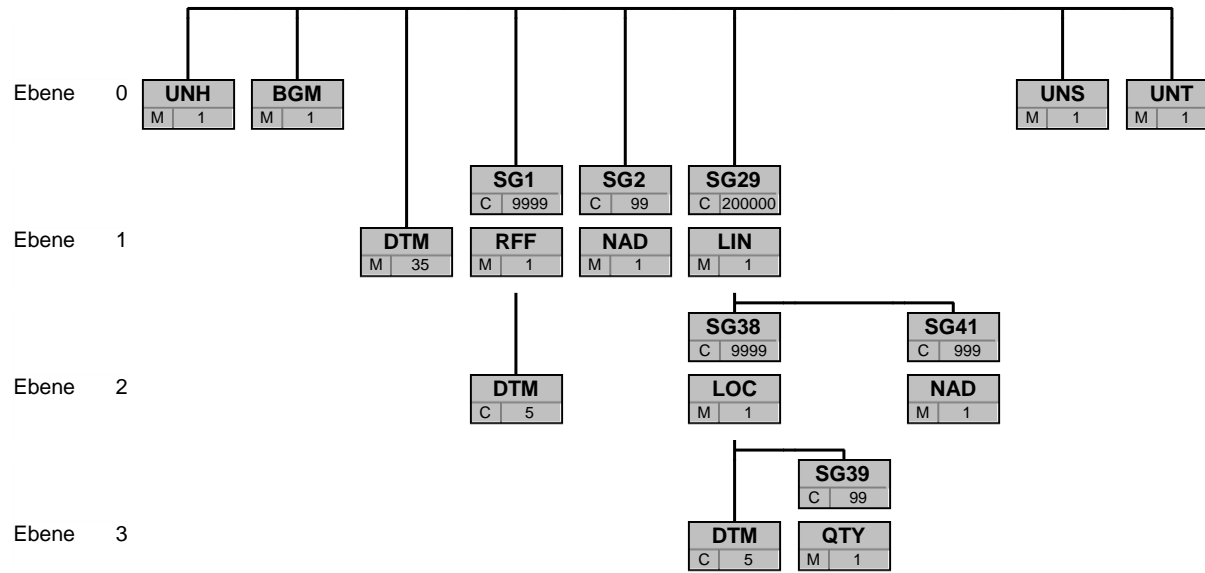 Ebene 0 UNH BGM UNS UNT
M 1 M 1 M 1 M 1
SG1 SG2 SG29
C 9999 C 99 C 200000
Ebene 1 DTM RFF NAD LIN
M 35 M 1 M 1 M 1
SG38 SG41
C 9999 C 999
Ebene 2 DTM LOC NAD
C 5 M 1 M 1
SG39
C 99
Ebene 3 DTM QTY
C 5 M 1